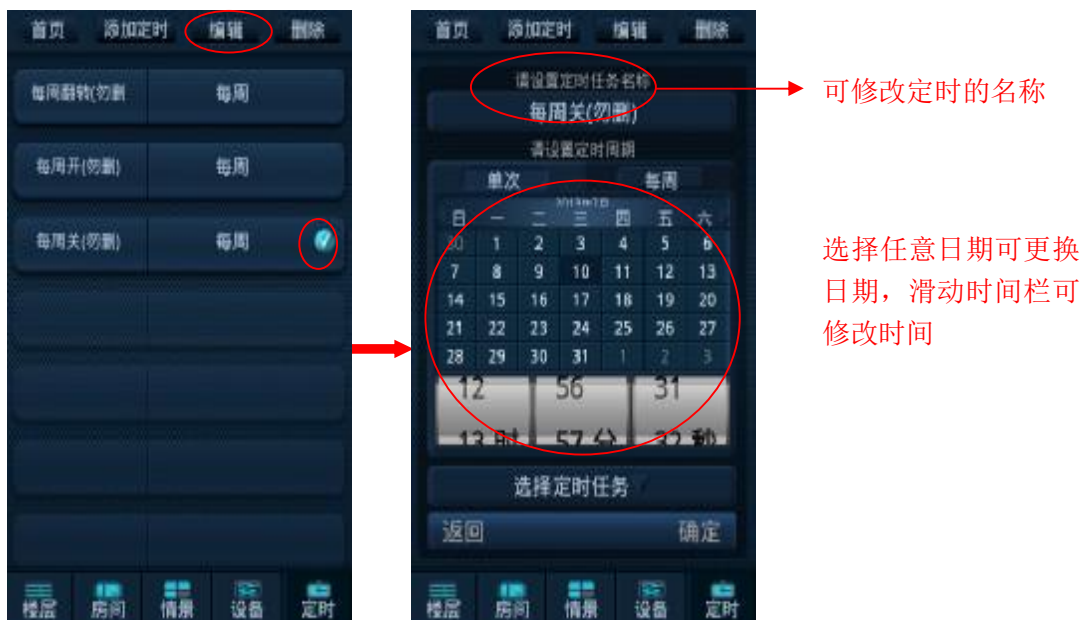 首页 添加定时 编辑 删除
每周翻转(勿删 每周
每周开(勿删) 每周
每周关(勿删) 每周
楼层 房间 情景 设备 定时
首页 添加定时 编辑 删除
请设置定时任务名称
每周关(勿删)
请设置定时周期
单次 每周
日 一 二 三 四 五 六
30 1 2 3 4 5 6
7 8 9 10 11 12 13
14 15 16 17 18 19 20
21 22 23 24 25 26 27
28 29 30 31 1 2 3
12 56 31
13 时 57 分 32 秒
选择定时任务
返回 确定
楼层 房间 情景 设备 定时
可修改定时的名称
选择任意日期可更换
日期，滑动时间栏可
修改时间